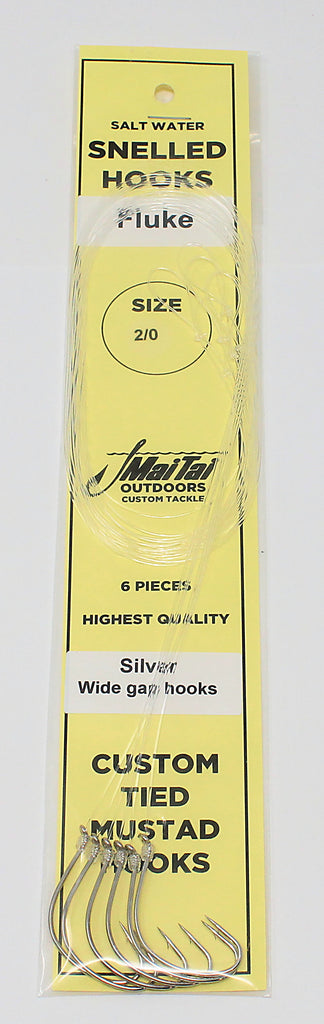 SALT WATER
SNELLED
HOOKS
Fluke
SIZE
2/0
MaiTai
OUTDOORS
CUSTOM TACKLE
6 PIECES
HIGHEST QUALITY
Silver
Wide gap hooks
CUSTOM
TIED
MUSTAD
HOOKS